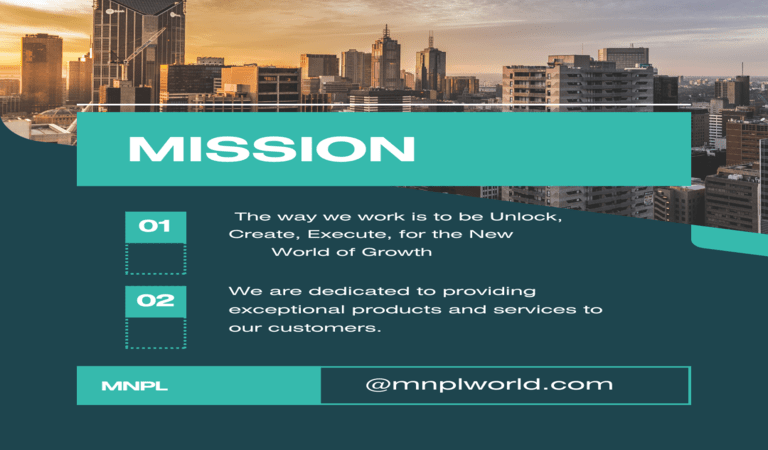 MISSION
01
The way we work is to be Unlock,
Create, Execute, for the New
World of Growth
02
We are dedicated to providing
exceptional products and services to
our customers.
MNPL
@mnplworld.com